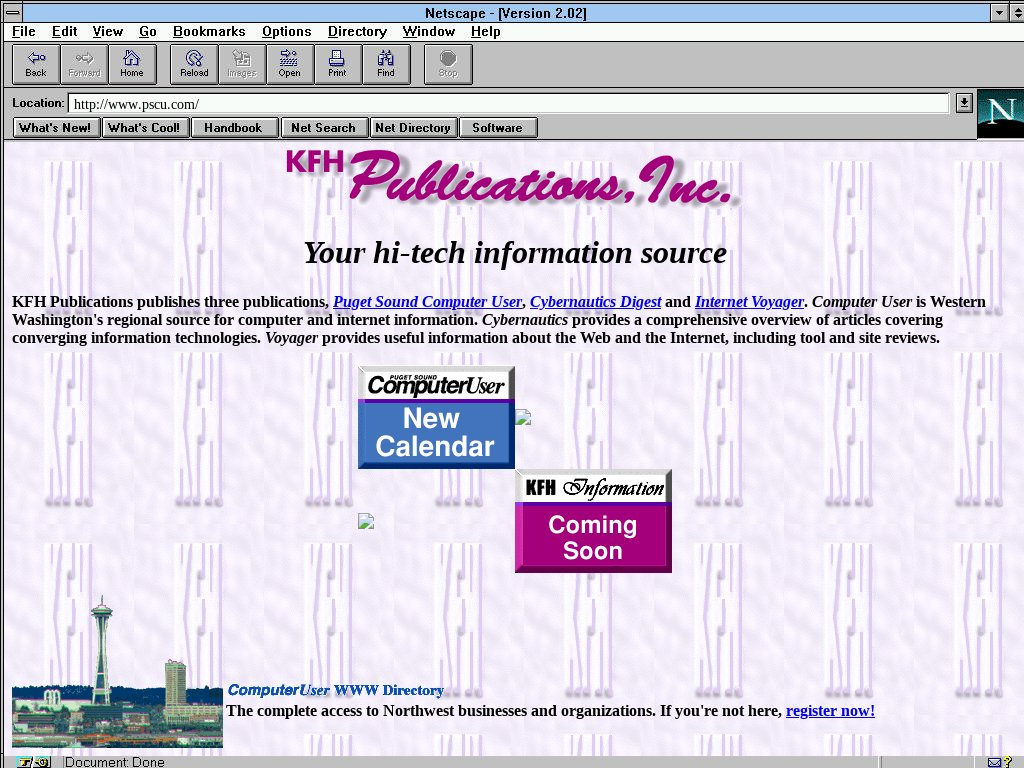 Netscape - [Version 2.02]
File Edit View Go Bookmarks Options Directory Window Help
Back Forward Home Reload Images Open Print Find Stop
Location: http://www.pscu.com/
N
What's New! What's Cool! Handbook Net Search Net Directory Software
KFH Publications, Inc.
Your hi-tech information source
KFH Publications publishes three publications, Puget Sound Computer User, Cybernautics Digest and Internet Voyager. Computer User is Western
Washington's regional source for computer and internet information. Cybernautics provides a comprehensive overview of articles covering
converging information technologies. Voyager provides useful information about the Web and the Internet, including tool and site reviews.
PUGET SOUND
ComputerUser
New
Calendar
KFH Information
Coming
Soon
ComputerUser WWW Directory
The complete access to Northwest businesses and organizations. If you're not here, register now!
Document: Done